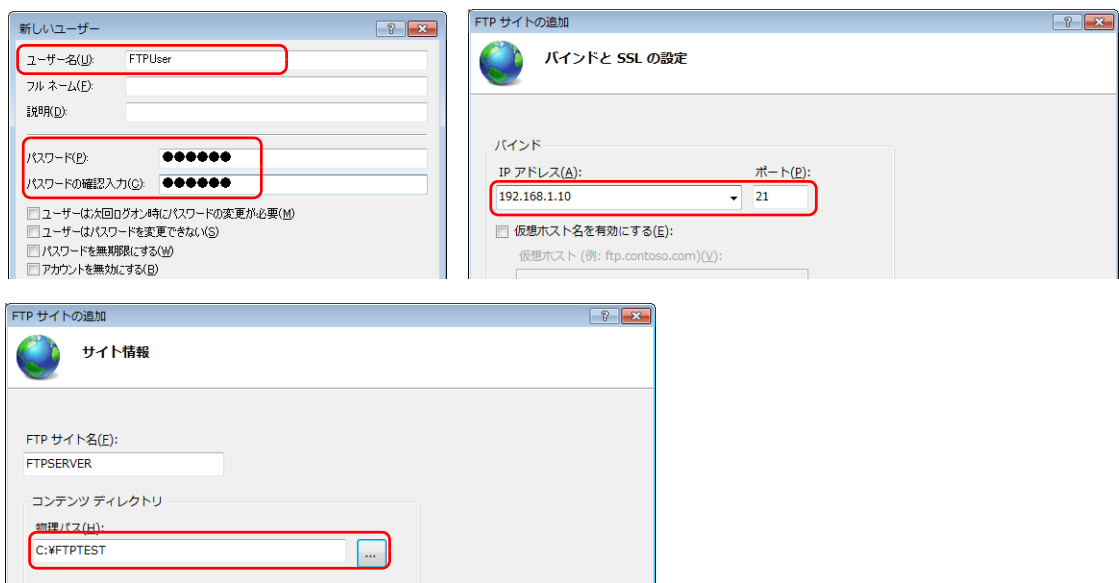 新しいユーザー
ユーザー名(U): FTPUser
フル ネーム(F):
説明(D):
パスワード(P): ●●●●●●
パスワードの確認入力(C): ●●●●●●
ユーザーは次回ログオン時にパスワードの変更が必要(M)
ユーザーはパスワードを変更できない(S)
パスワードを無期限にする(W)
アカウントを無効にする(B)
FTP サイトの追加
バインドと SSL の設定
バインド
IP アドレス(A): ポート(P):
192.168.1.10 21
仮想ホスト名を有効にする(E):
仮想ホスト (例: ftp.contoso.com)(V):
FTP サイトの追加
サイト情報
FTP サイト名(F):
FTPSERVER
コンテンツ ディレクトリ
物理パス(H):
C:¥FTPTEST ...